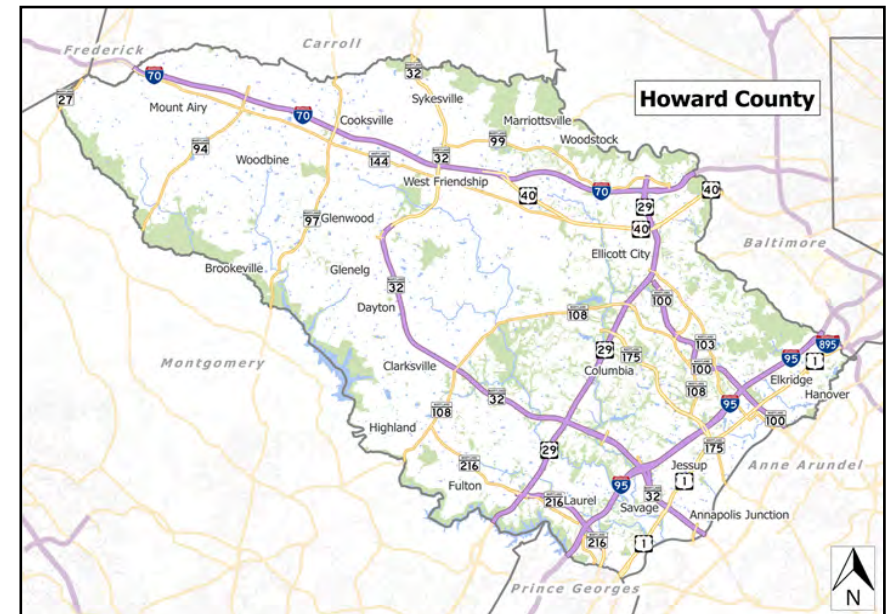 Carroll
Frederick
70
32
27
Mount Airy
Sykesville
Howard County
70
Cooksville
Marriottsville
99
Woodstock
94
144
32
Woodbine
West Friendship
70
40
40
29
97
Glenwood
40
Baltimore
Ellicott City
Brookeville
Glenelg
32
100
Dayton
108
103
895
29
175
95
1
Montgomery
Clarksville
Columbia
100
Elkridge
32
108
Hanover
108
95
100
Highland
29
175
216
Jessup
Anne Arundel
Fulton
1
95
32
216
Laurel
Savage
Annapolis Junction
216
1
Prince Georges
N